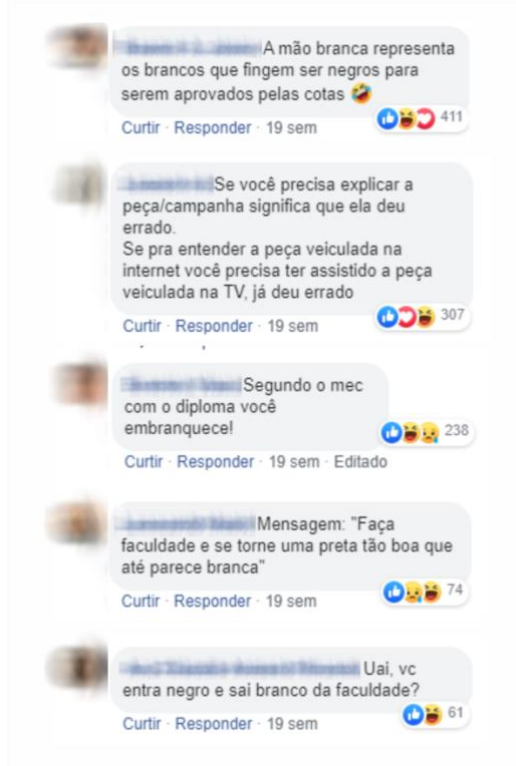 A mão branca representa
os brancos que fingem ser negros para
serem aprovados pelas cotas 🤣
411
Curtir · Responder · 19 sem
Se você precisa explicar a
peça/campanha significa que ela deu
errado.
Se pra entender a peça veiculada na
internet você precisa ter assistido a peça
veiculada na TV, já deu errado
307
Curtir · Responder · 19 sem
Segundo o mec
com o diploma você
embranquece!
238
Curtir · Responder · 19 sem · Editado
Mensagem: "Faça
faculdade e se torne uma preta tão boa que
até parece branca"
74
Curtir · Responder · 19 sem
Uai, vc
entra negro e sai branco da faculdade?
61
Curtir · Responder · 19 sem